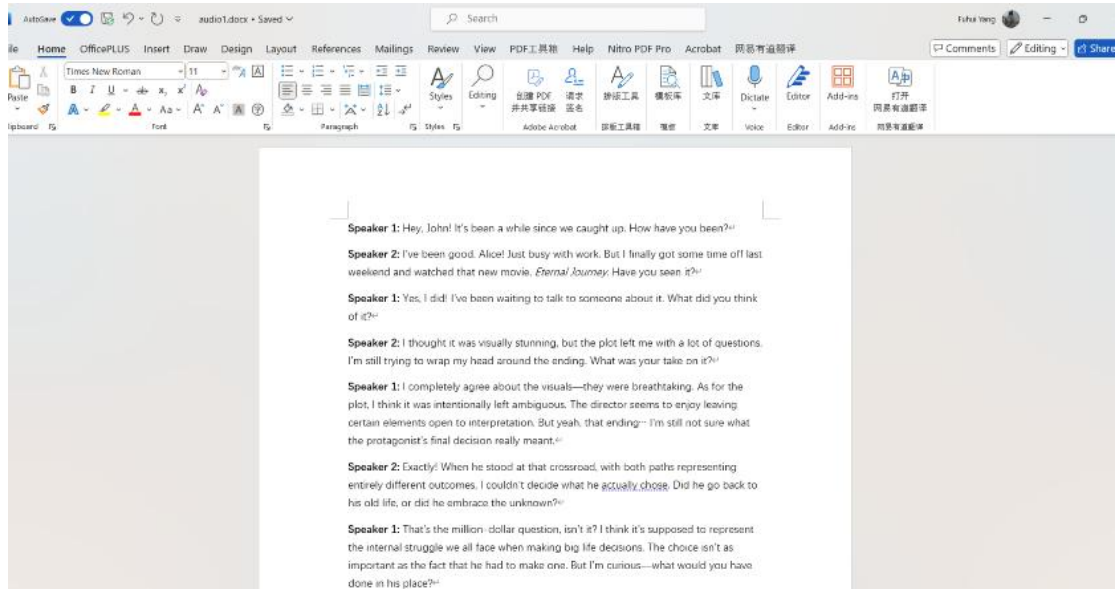 AutoSave audio1.docx • Saved Search Fuhui Yang
Home OfficePLUS Insert Draw Design Layout References Mailings Review View PDF工具箱 Help Nitro PDF Pro Acrobat 网易有道翻译 Comments Editing Share
Times New Roman 11
Paste Styles Editing 创建 PDF 并共享链接 请求签名 排版工具 模板库 文库 Dictate Editor Add-ins 打开网易有道翻译
Font Paragraph Styles Adobe Acrobat 排版工具箱 文库 Voice Editor Add-ins 网易有道翻译
Speaker 1: Hey, John! It's been a while since we caught up. How have you been?
Speaker 2: I've been good, Alice! Just busy with work. But I finally got some time off last
weekend and watched that new movie, Eternal Journey. Have you seen it?
Speaker 1: Yes, I did! I've been waiting to talk to someone about it. What did you think
of it?
Speaker 2: I thought it was visually stunning, but the plot left me with a lot of questions.
I'm still trying to wrap my head around the ending. What was your take on it?
Speaker 1: I completely agree about the visuals—they were breathtaking. As for the
plot, I think it was intentionally left ambiguous. The director seems to enjoy leaving
certain elements open to interpretation. But yeah, that ending… I'm still not sure what
the protagonist's final decision really meant.
Speaker 2: Exactly! When he stood at that crossroad, with both paths representing
entirely different outcomes, I couldn't decide what he actually chose. Did he go back to
his old life, or did he embrace the unknown?
Speaker 1: That's the million-dollar question, isn't it? I think it's supposed to represent
the internal struggle we all face when making big life decisions. The choice isn't as
important as the fact that he had to make one. But I'm curious—what would you have
done in his place?